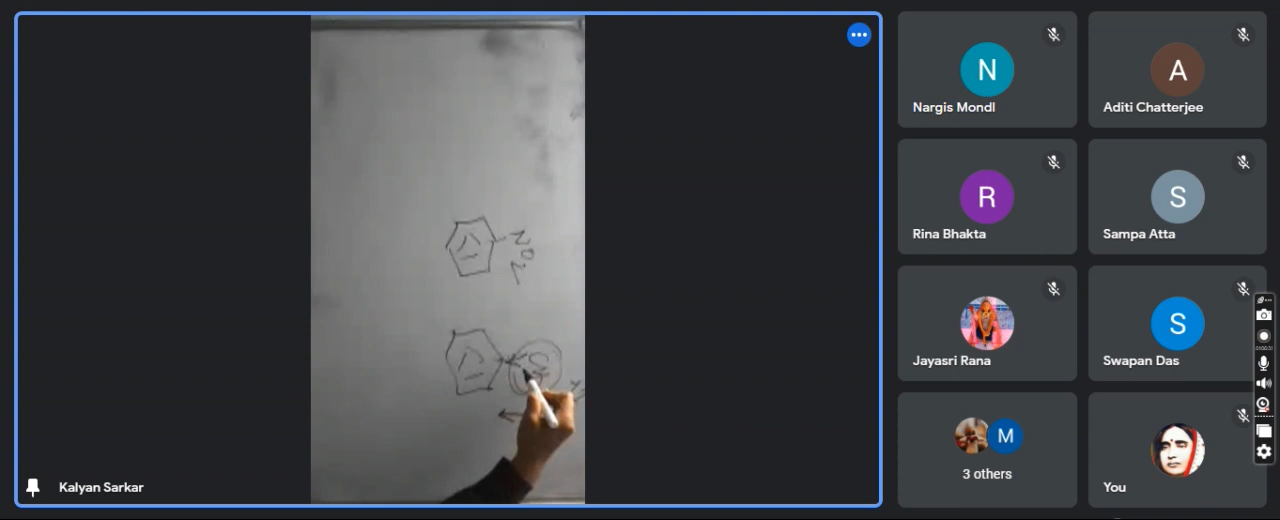 N
Nargis Mondl
A
Aditi Chatterjee
R
Rina Bhakta
S
Sampa Atta
Jayasri Rana
S
Swapan Das
M
3 others
You
Kalyan Sarkar
NO2